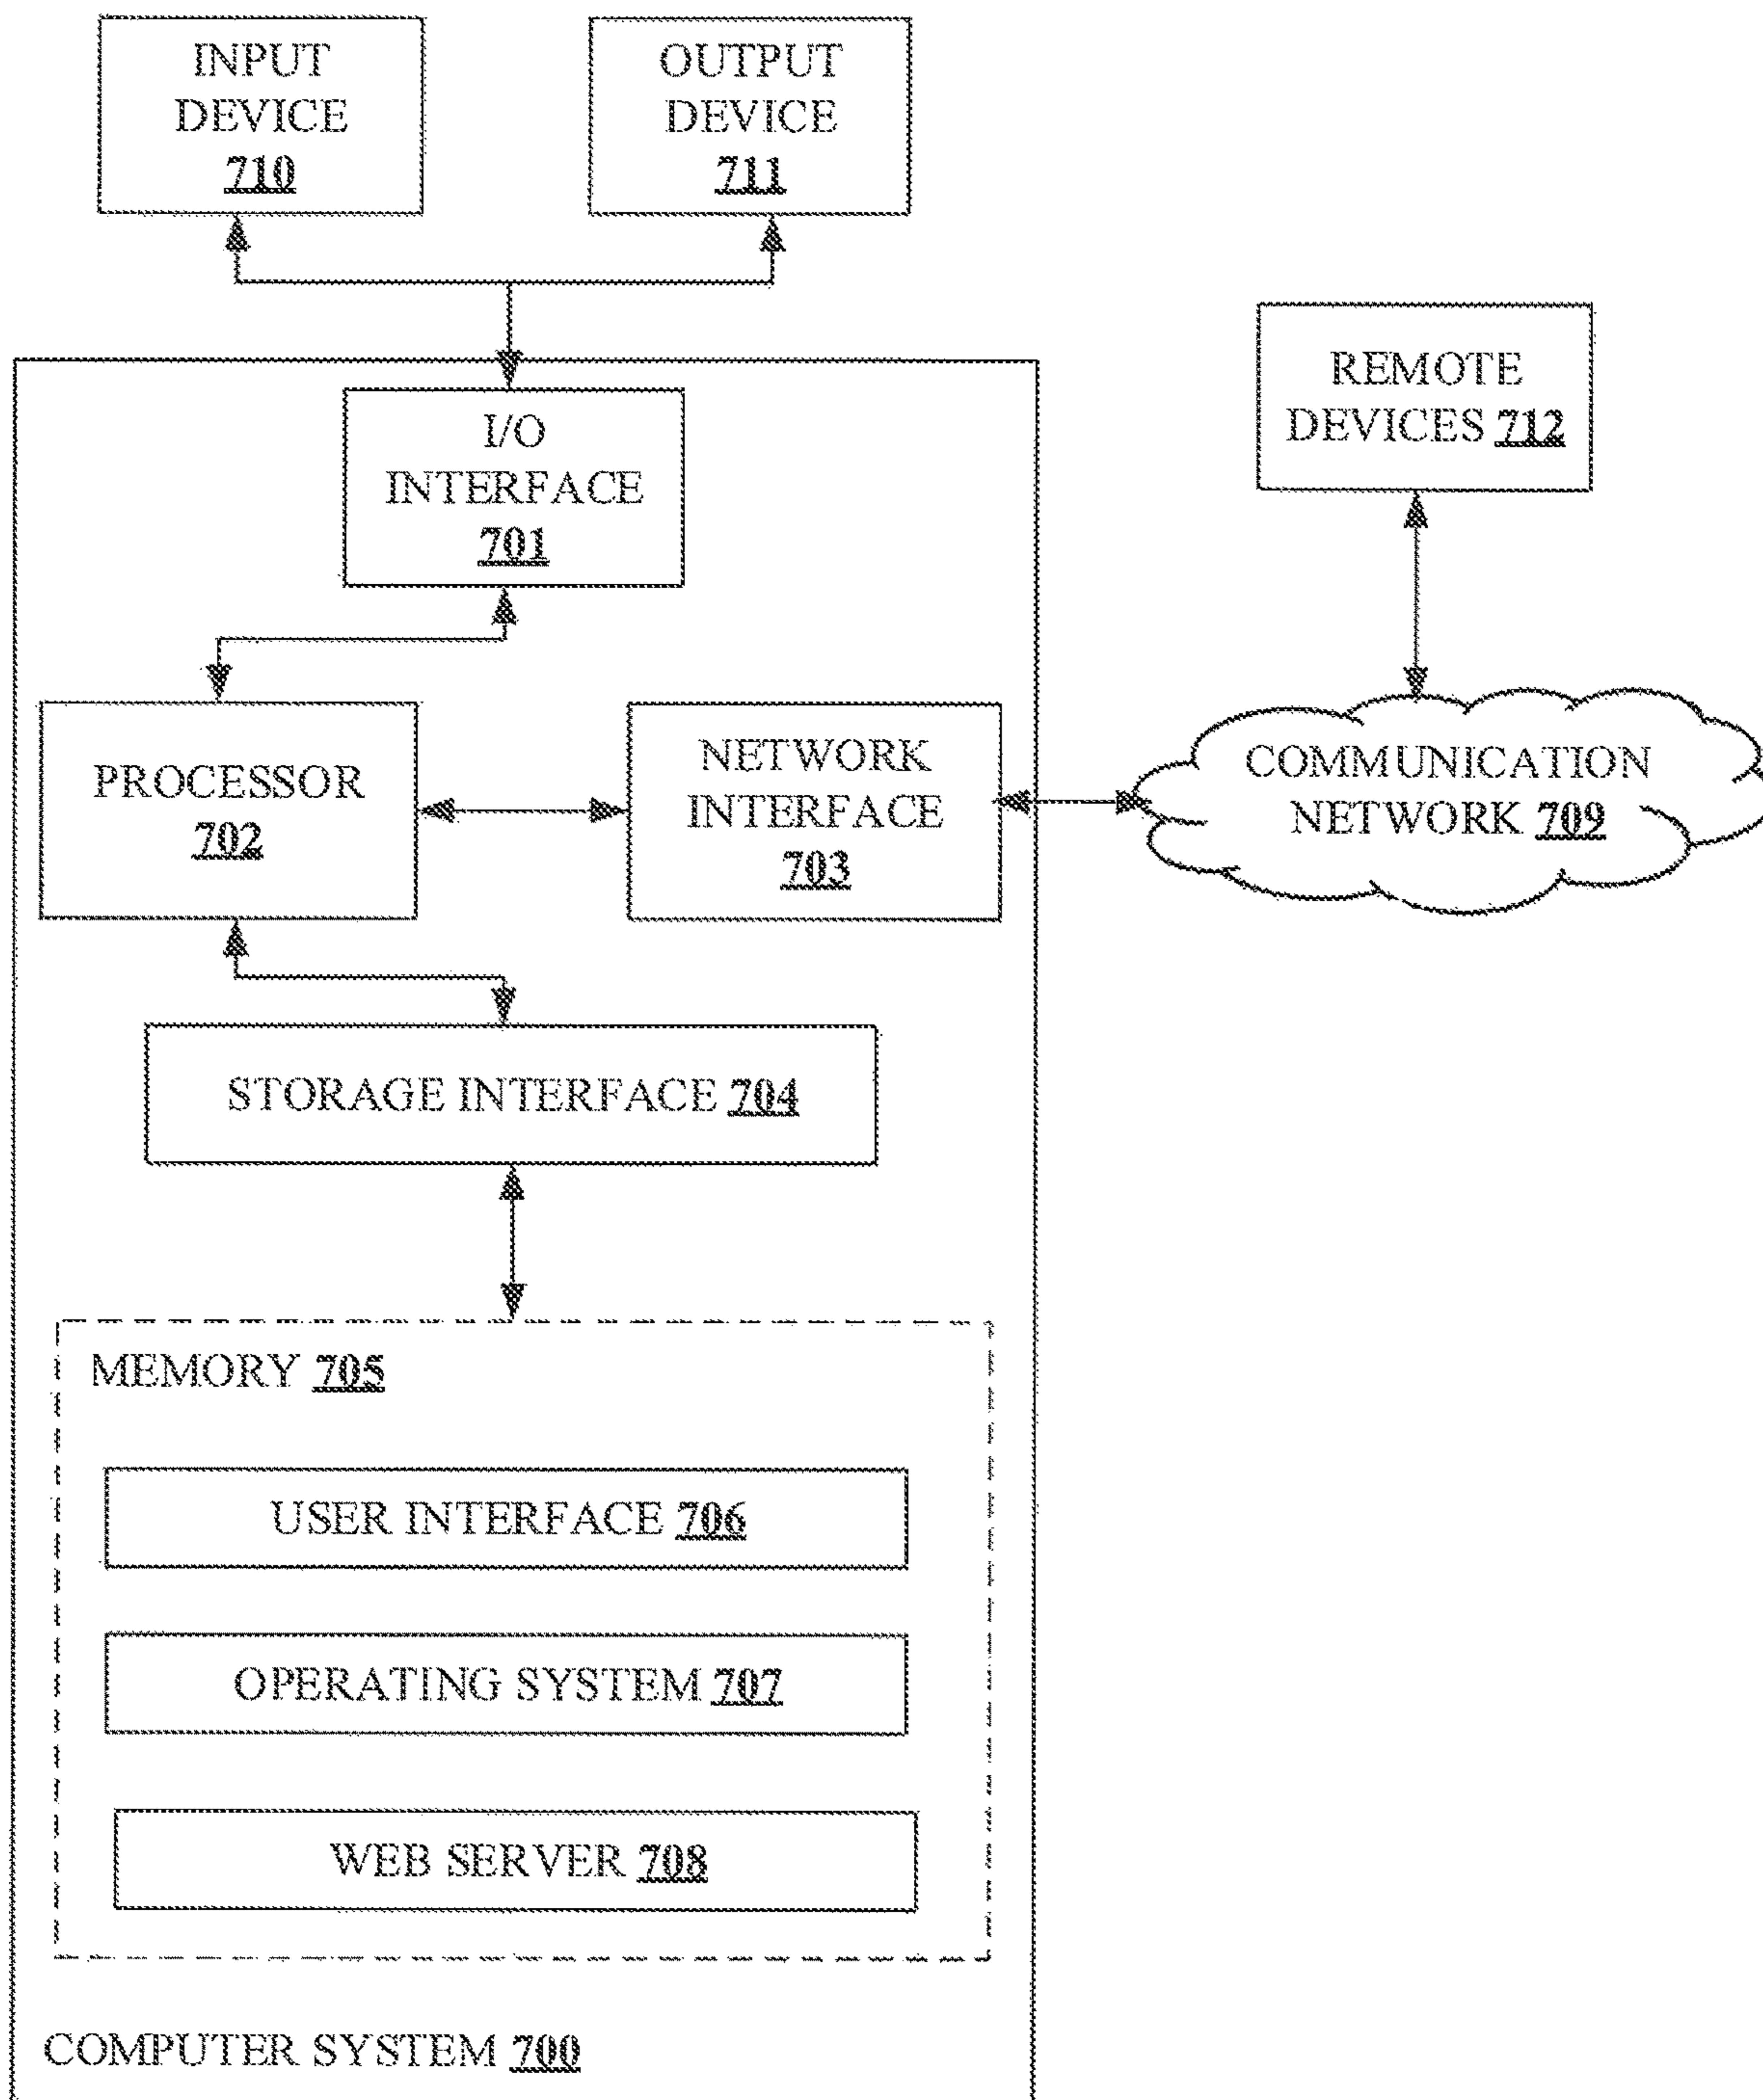 INPUT
DEVICE
710
OUTPUT
DEVICE
711
I/O
INTERFACE
701
REMOTE
DEVICES 712
PROCESSOR
702
NETWORK
INTERFACE
703
COMMUNICATION
NETWORK 709
STORAGE INTERFACE 704
MEMORY 705
USER INTERFACE 706
OPERATING SYSTEM 707
WEB SERVER 708
COMPUTER SYSTEM 700